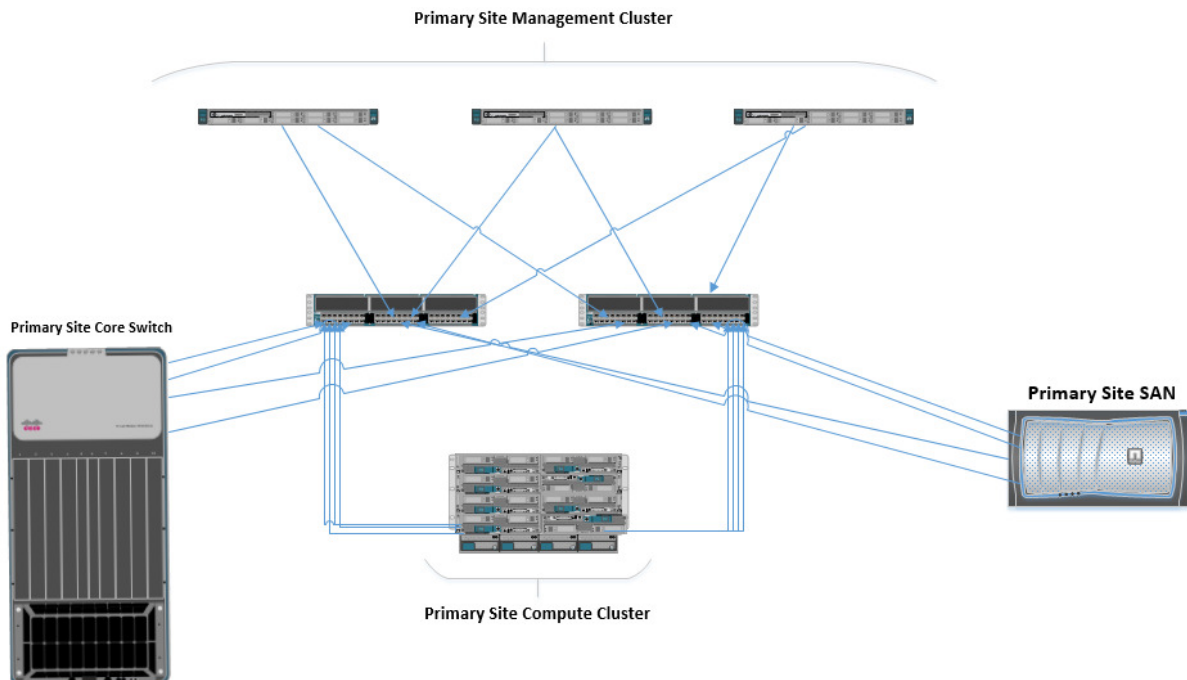 Primary Site Management Cluster
Primary Site Core Switch
Primary Site SAN
Primary Site Compute Cluster